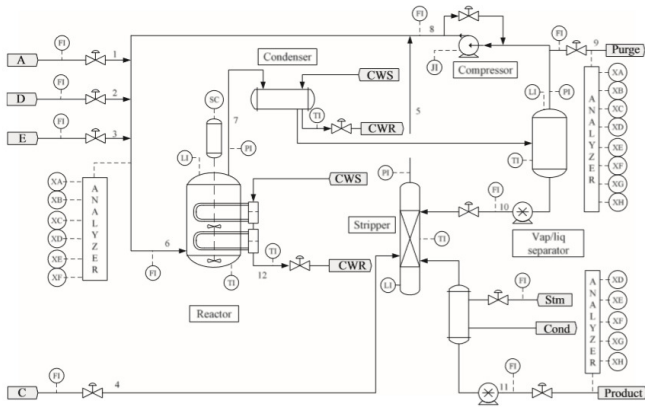 FI
8
FI
9
Purge
FI
A
1
JI
Compressor
Condenser
CWS
FI
D
2
SC
7
TI
CWR
5
LI
PI
FI
E
3
LI
PI
TI
ANALYZER
XA
XB
XC
XD
XE
XF
XG
XH
PI
CWS
FI
10
Stripper
Vap/liq
separator
TI
XA
XB
XC
XD
XE
XF
ANALYZER
6
FI
TI
TI
12
CWR
LI
Reactor
FI
Stm
Cond
ANALYZER
XD
XE
XF
XG
XH
FI
C
4
11
FI
Product